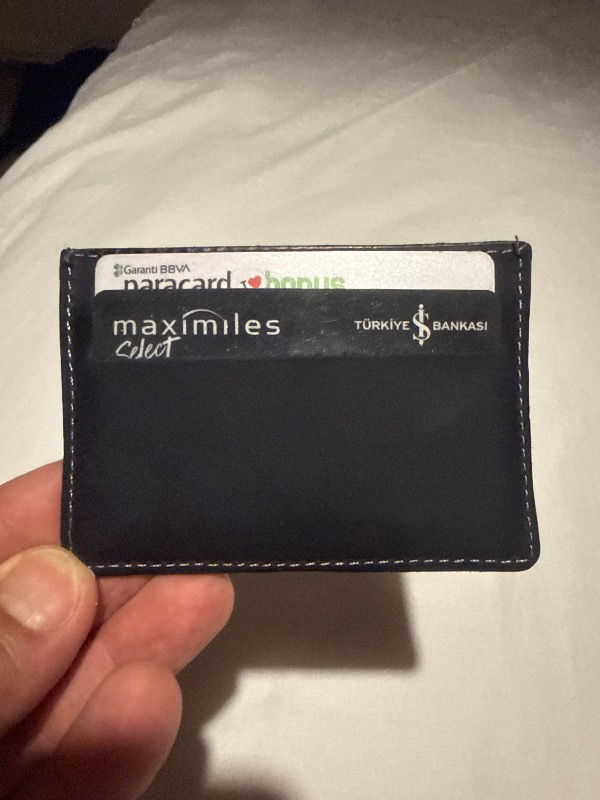 Garanti BBVA
paracard I ❤ bonus
maximiles
Select
TÜRKİYE İŞ BANKASI